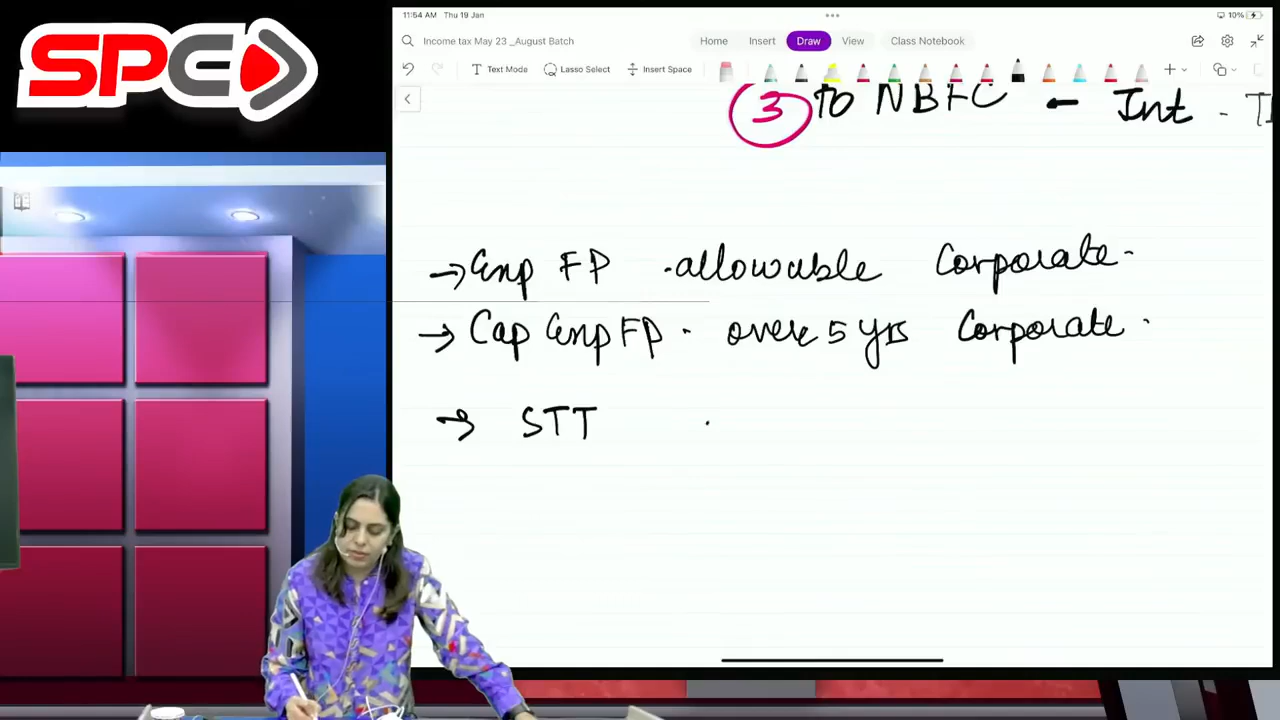 11:54 AM Thu 19 Jan
10%
SPC
Income tax May 23 _August Batch
Home Insert Draw View Class Notebook
Text Mode Lasso Select Insert Space
3 to NBFC ← Int -
→ Exp FP . allowable Corporate -
→ Cap Exp FP - over 5 yrs Corporate -
→ STT